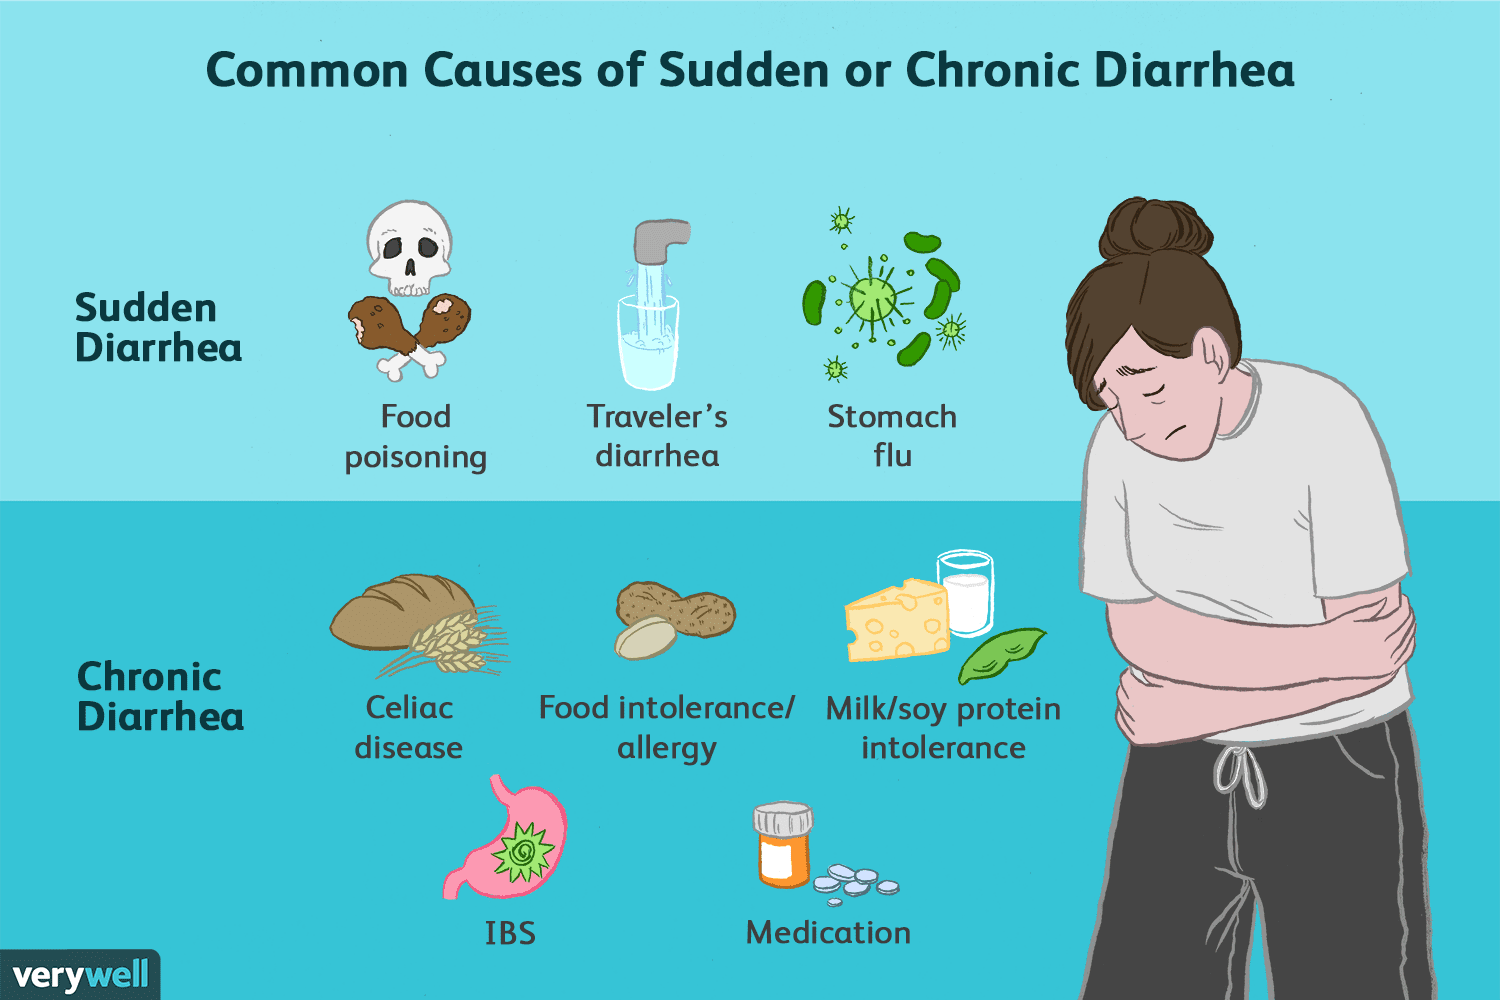 Common Causes of Sudden or Chronic Diarrhea
Sudden
Diarrhea
Food
poisoning
Traveler's
diarrhea
Stomach
flu
Chronic
Diarrhea
Celiac
disease
Food intolerance/
allergy
Milk/soy protein
intolerance
IBS
Medication
verywell